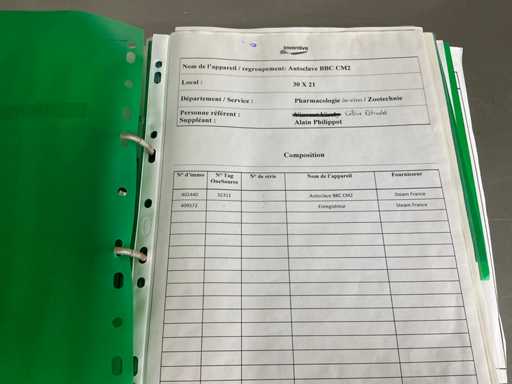 inventiva
Nom de l'appareil / regroupement: Autoclave BBC CM2
Local : 30 X 21
Département / Service : Pharmacologie in-vivo / Zootechnie
Personne référent :
Suppléant : Alain Philippot
Composition
N° d'immo N° Tag OneSource N° de série Nom de l'appareil Fournisseur
402440 31311 Autoclave BBC CM2 Steam France
409572 Enregistreur Steam France